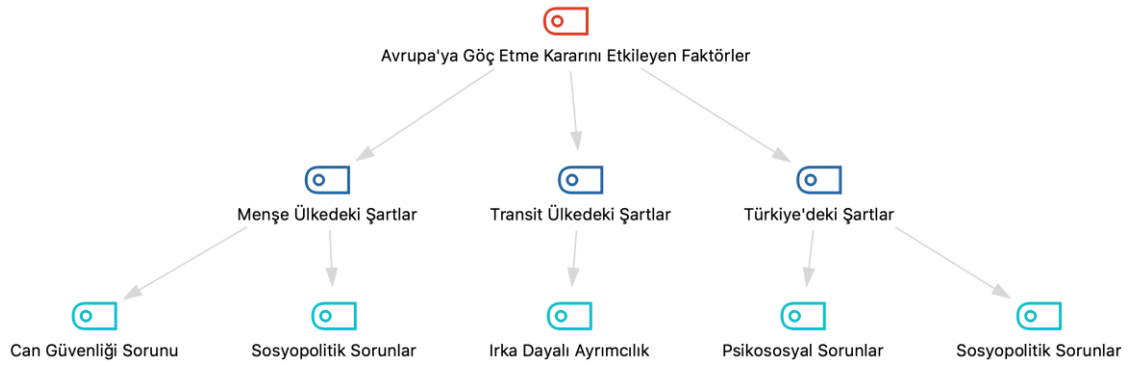 Avrupa'ya Göç Etme Kararını Etkileyen Faktörler
Menşe Ülkedeki Şartlar
Transit Ülkedeki Şartlar
Türkiye'deki Şartlar
Can Güvenliği Sorunu
Sosyopolitik Sorunlar
Irka Dayalı Ayrımcılık
Psikososyal Sorunlar
Sosyopolitik Sorunlar